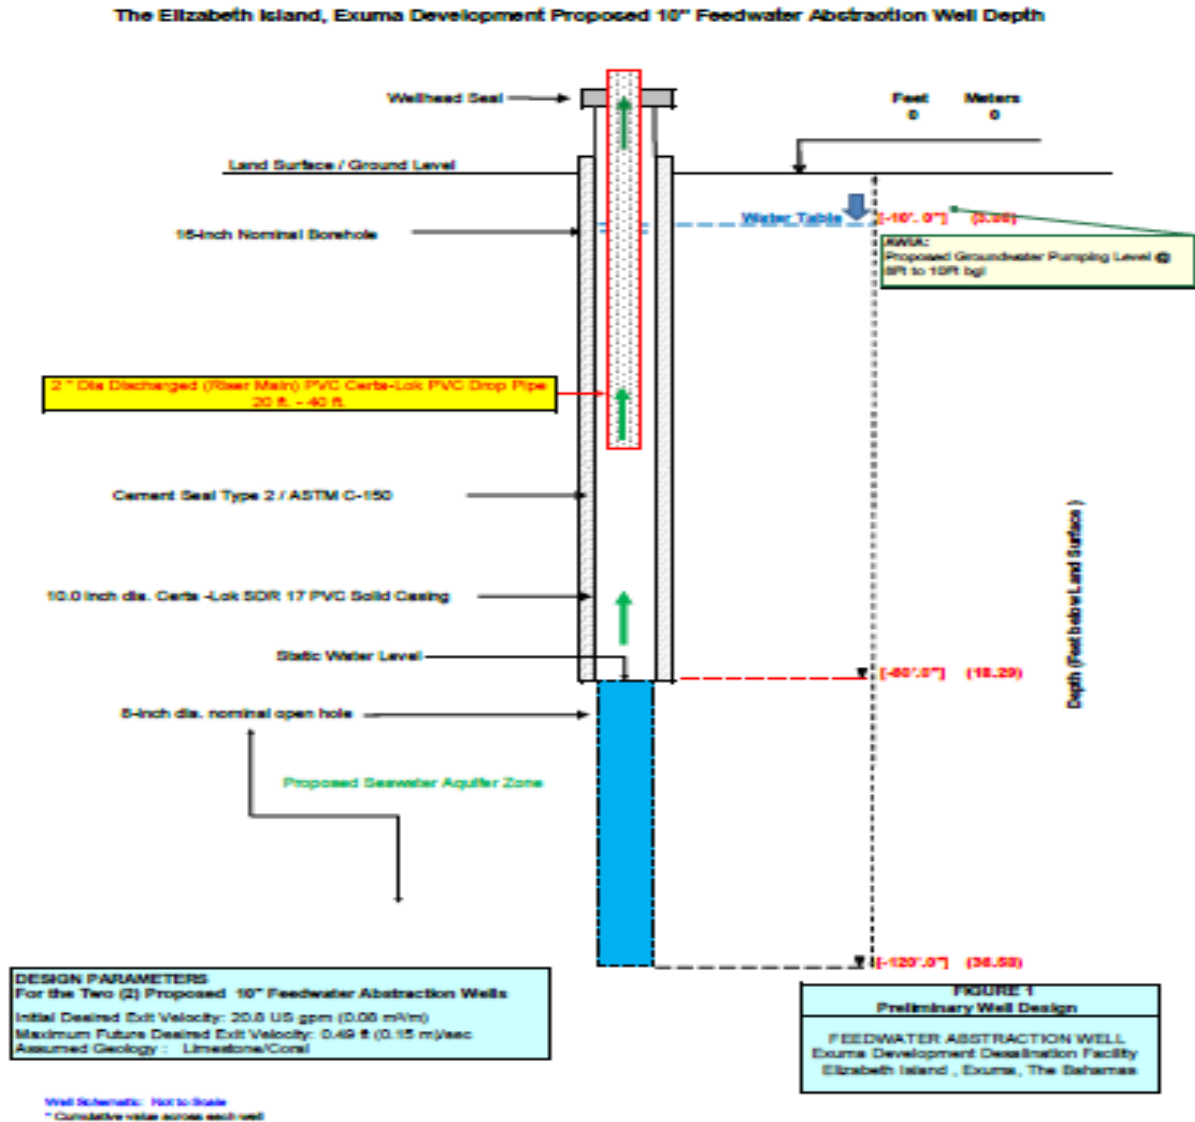 The Elizabeth Island, Exuma Development Proposed 10" Feedwater Abstraction Well Depth
Wellhead Seal
Feet Meters
0 0
Land Surface / Ground Level
Water Table
[-10'. 0"]
16-inch Nominal Borehole
AWIA:
Proposed Groundwater Pumping Level @
8Ft to 10Ft bgl
2 " Dia Discharged (Riser Main) PVC Certa-Lok PVC Drop Pipe
20 ft. - 40 ft.
Cement Seal Type 2 / ASTM C-150
Depth (Feet below Land Surface )
10.0 inch dia. Certa -Lok SDR 17 PVC Solid Casing
Static Water Level
[-60'.0"] (18.29)
8-inch dia. nominal open hole
Proposed Seawater Aquifer Zone
[-120'.0"] (36.58)
DESIGN PARAMETERS
For the Two (2) Proposed 10" Feedwater Abstraction Wells
Initial Desired Exit Velocity: 20.8 US gpm (0.08 m³/m)
Maximum Future Desired Exit Velocity: 0.49 ft (0.15 m)/sec
Assumed Geology : Limestone/Coral
FIGURE 1
Preliminary Well Design
FEEDWATER ABSTRACTION WELL
Exuma Development Desalination Facility
Elizabeth Island , Exuma, The Bahamas
Well Schematic: Not to Scale
* Cumulative value across each well